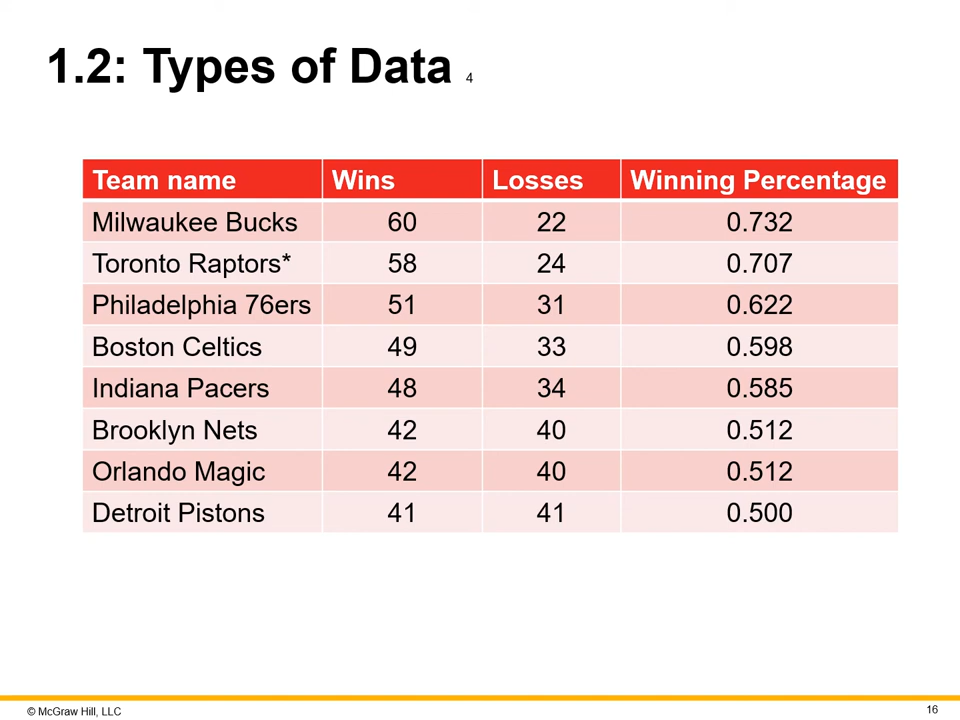 1.2: Types of Data 4
Team name Wins Losses Winning Percentage
Milwaukee Bucks 60 22 0.732
Toronto Raptors* 58 24 0.707
Philadelphia 76ers 51 31 0.622
Boston Celtics 49 33 0.598
Indiana Pacers 48 34 0.585
Brooklyn Nets 42 40 0.512
Orlando Magic 42 40 0.512
Detroit Pistons 41 41 0.500
© McGraw Hill, LLC 16